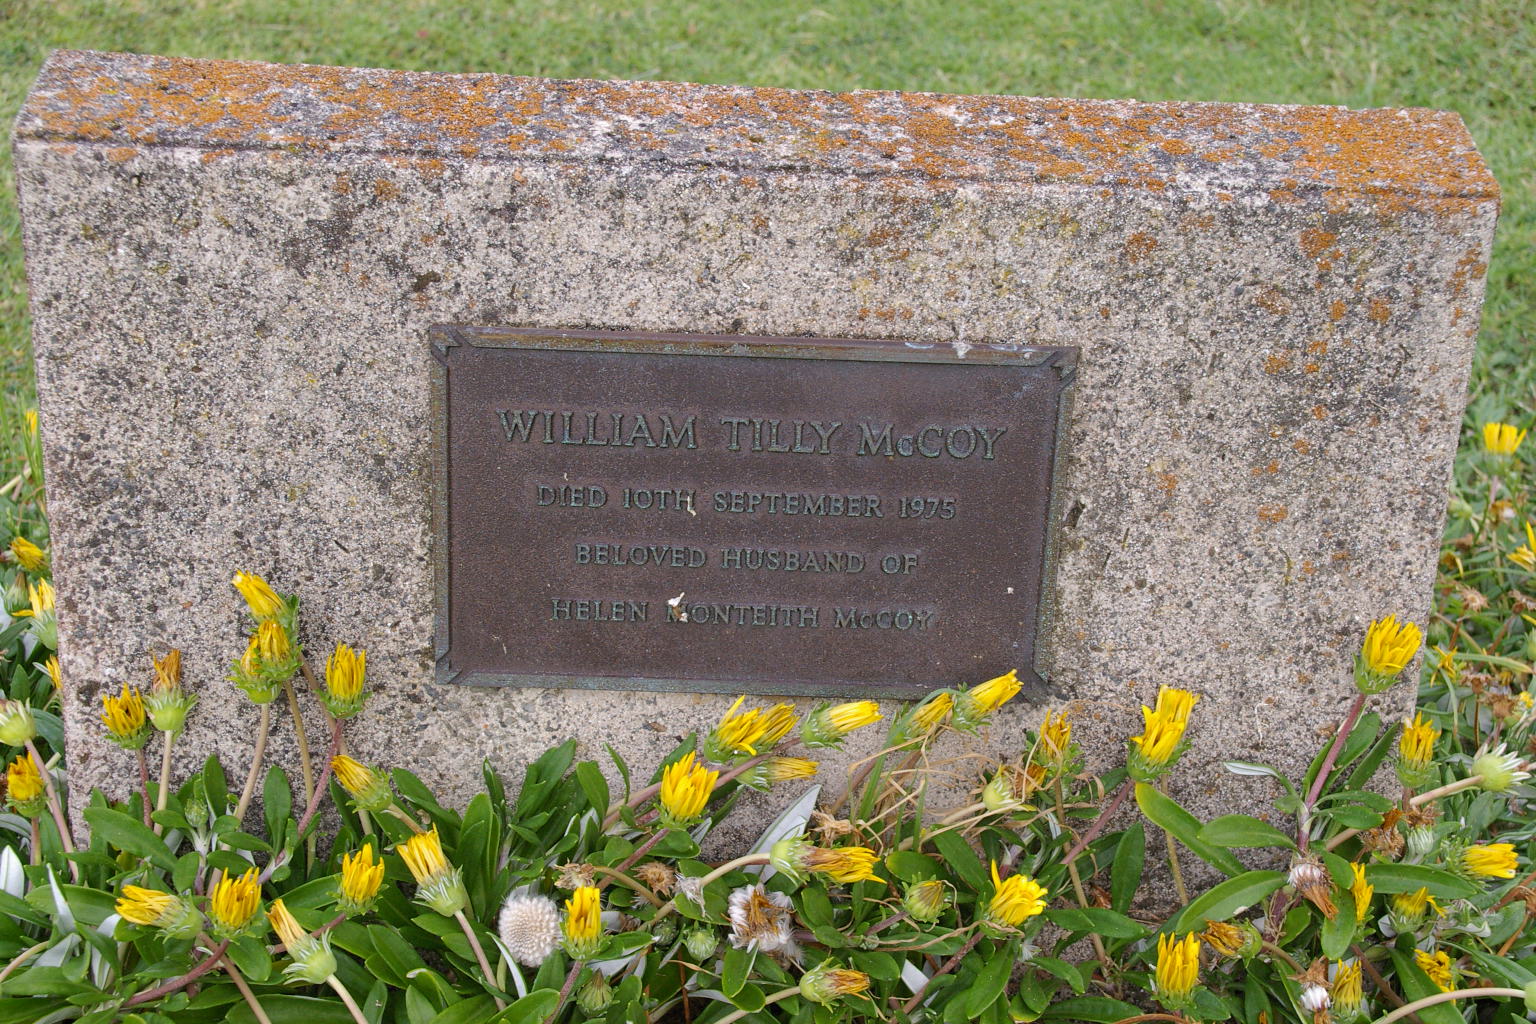 WILLIAM TILLY McCOY
DIED 10TH SEPTEMBER 1975
BELOVED HUSBAND OF
HELEN MONTEITH McCOY